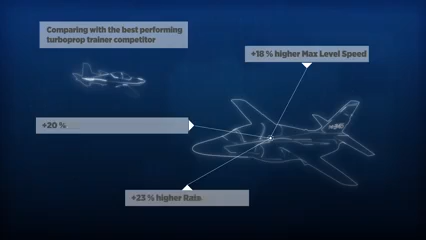 Comparing with the best performing
turboprop trainer competitor
+18 % higher Max Level Speed
+20 %
+23 % higher Rate